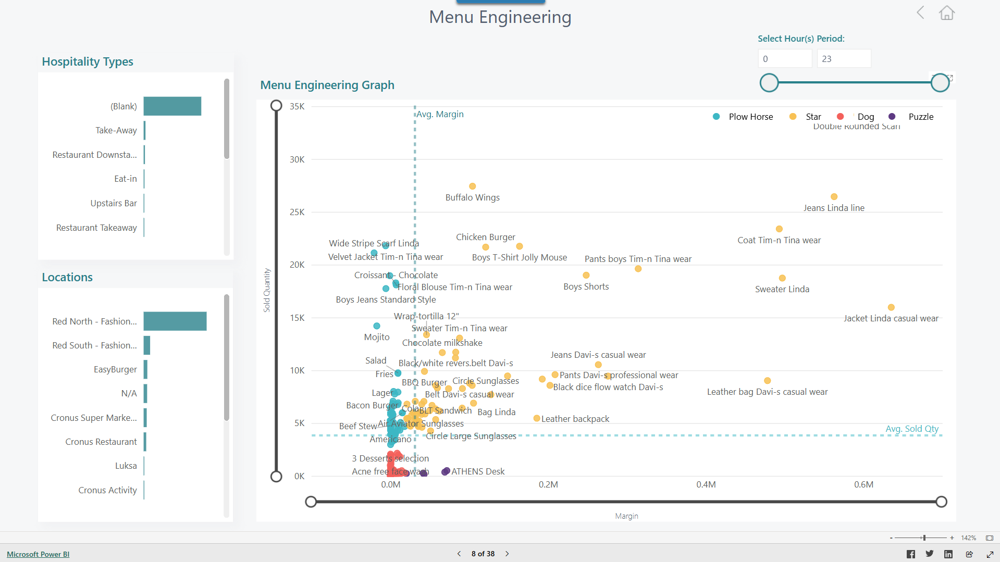 Menu Engineering
Select Hour(s) Period:
0
23
Hospitality Types
(Blank)
Take-Away
Restaurant Downsta...
Eat-in
Upstairs Bar
Restaurant Takeaway
Locations
Red North - Fashion...
Red South - Fashion...
EasyBurger
N/A
Cronus Super Marke...
Cronus Restaurant
Luksa
Cronus Activity
Menu Engineering Graph
Plow Horse
Star
Dog
Puzzle
Avg. Margin
Double Rounded Scarf
Buffalo Wings
Jeans Linda line
Coat Tim-n Tina wear
Chicken Burger
Wide Stripe Scarf Linda
Velvet Jacket Tim-n Tina wear
Boys T-Shirt Jolly Mouse
Pants boys Tim-n Tina wear
Croissant - Chocolate
Floral Blouse Tim-n Tina wear
Boys Shorts
Sweater Linda
Boys Jeans Standard Style
Wrap-tortilla 12"
Jacket Linda casual wear
Sweater Tim-n Tina wear
Mojito
Chocolate milkshake
Jeans Davi-s casual wear
Salad
Black/white revers.belt Davi-s
Fries
Pants Davi-s professional wear
BBQ Burger
Circle Sunglasses
Black dice flow watch Davi-s
Lager
Belt Davi-s casual wear
Leather bag Davi-s casual wear
Bacon Burger
Cola
BLT Sandwich
Bag Linda
Leather backpack
Beef Stew
Air Aviator Sunglasses
Avg. Sold Qty
Americano
Circle Large Sunglasses
3 Desserts selection
Acne free face wash
ATHENS Desk
35K
30K
25K
20K
15K
10K
5K
0K
Sold Quantity
0.0M
0.2M
0.4M
0.6M
Margin
- + 142%
Microsoft Power BI
8 of 38